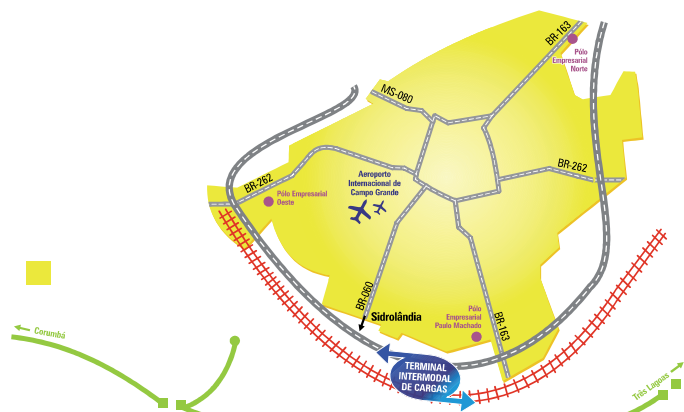 BR-163
Pólo
Empresarial
Norte
MS-080
BR-262
BR-262
Aeroporto
Internacional de
Campo Grande
Pólo Empresarial
Oeste
BR-060
Sidrolândia
Pólo
Empresarial
Paulo Machado
BR-163
Corumbá
TERMINAL
INTERMODAL
DE CARGAS
Três Lagoas